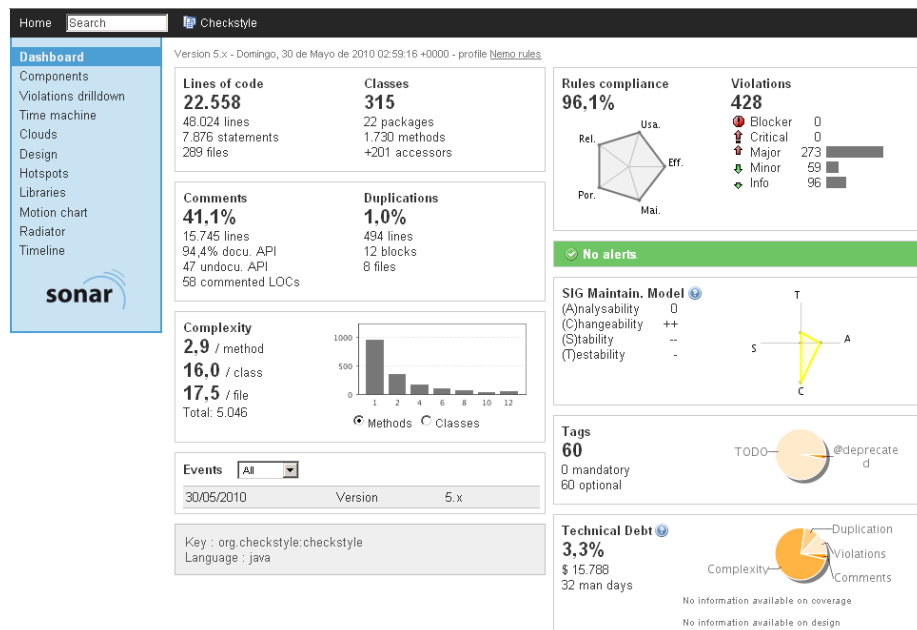 Home Search Checkstyle
Dashboard
Components
Violations drilldown
Time machine
Clouds
Design
Hotspots
Libraries
Motion chart
Radiator
Timeline
sonar
Version 5.x - Domingo, 30 de Mayo de 2010 02:59:16 +0000 - profile Nemo rules
Lines of code
22.558
48.024 lines
7.876 statements
289 files
Classes
315
22 packages
1.730 methods
+201 accessors
Comments
41,1%
15.745 lines
94,4% docu. API
47 undocu. API
58 commented LOCs
Duplications
1,0%
494 lines
12 blocks
8 files
Complexity
2,9 / method
16,0 / class
17,5 / file
Total: 5.046
1000
500
0
1 2 4 6 8 10 12
Methods Classes
Events All
30/05/2010 Version 5.x
Key : org.checkstyle:checkstyle
Language : java
Rules compliance
96,1%
Usa.
Rel.
Eff.
Por.
Mai.
Violations
428
Blocker 0
Critical 0
Major 273
Minor 59
Info 96
No alerts.
SIG Maintain. Model ?
(A)nalysability 0
(C)hangeability ++
(S)tability --
(T)estability -
T
S
A
C
Tags
60
0 mandatory
60 optional
TODO
@deprecate
d
Technical Debt ?
3,3%
$ 15.788
32 man days
Duplication
Violations
Complexity
Comments
No information available on coverage
No information available on design